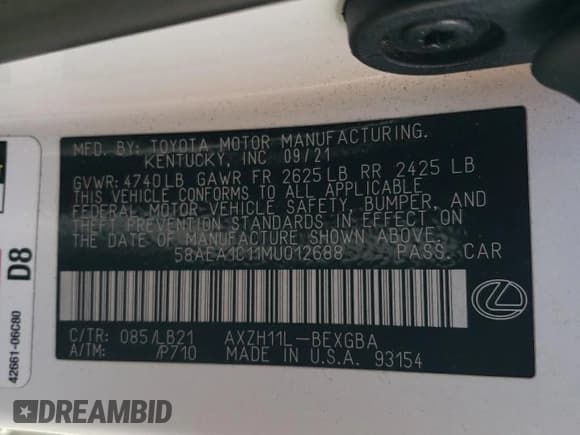 MFD. BY: TOYOTA MOTOR MANUFACTURING.
KENTUCKY, INC 09/21
GVWR: 4740LB GAWR FR 2625LB RR 2425 LB
THIS VEHICLE CONFORMS TO ALL APPLICABLE
FEDERAL MOTOR VEHICLE SAFETY, BUMPER, AND
THEFT PREVENTION STANDARDS IN EFFECT ON
THE DATE OF MANUFACTURE SHOWN ABOVE.
58AEA1C11MU012688 PASS. CAR
C/TR: 085/LB21 AXZH11L-BEXGBA
A/TM: /P710 MADE IN U.S.A. 93154
D8
42661-06C80
DREAMBID